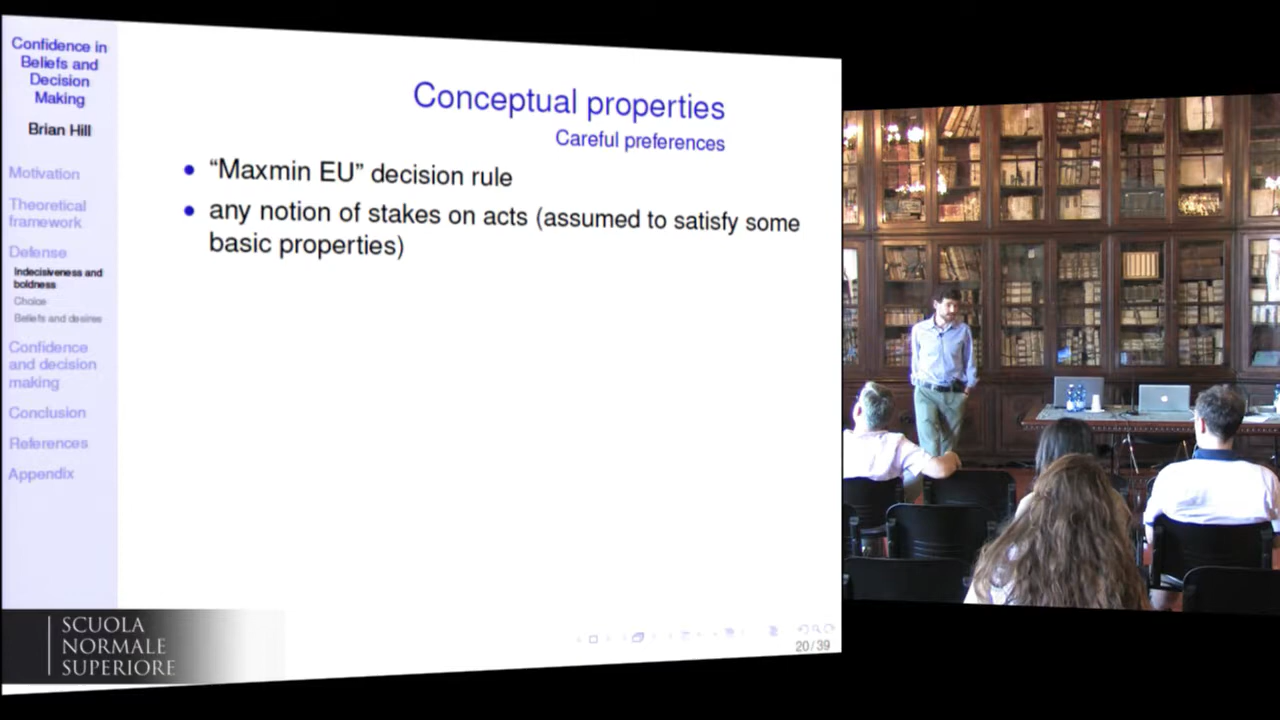 Confidence in
Beliefs and
Decision
Making
Brian Hill
Motivation
Theoretical
framework
Defense
Indecisiveness and
boldness
Choice
Beliefs and desires
Confidence
and decision
making
Conclusion
References
Appendix
Conceptual properties
Careful preferences
• “Maxmin EU” decision rule
• any notion of stakes on acts (assumed to satisfy some
basic properties)
20/39
SCUOLA
NORMALE
SUPERIORE